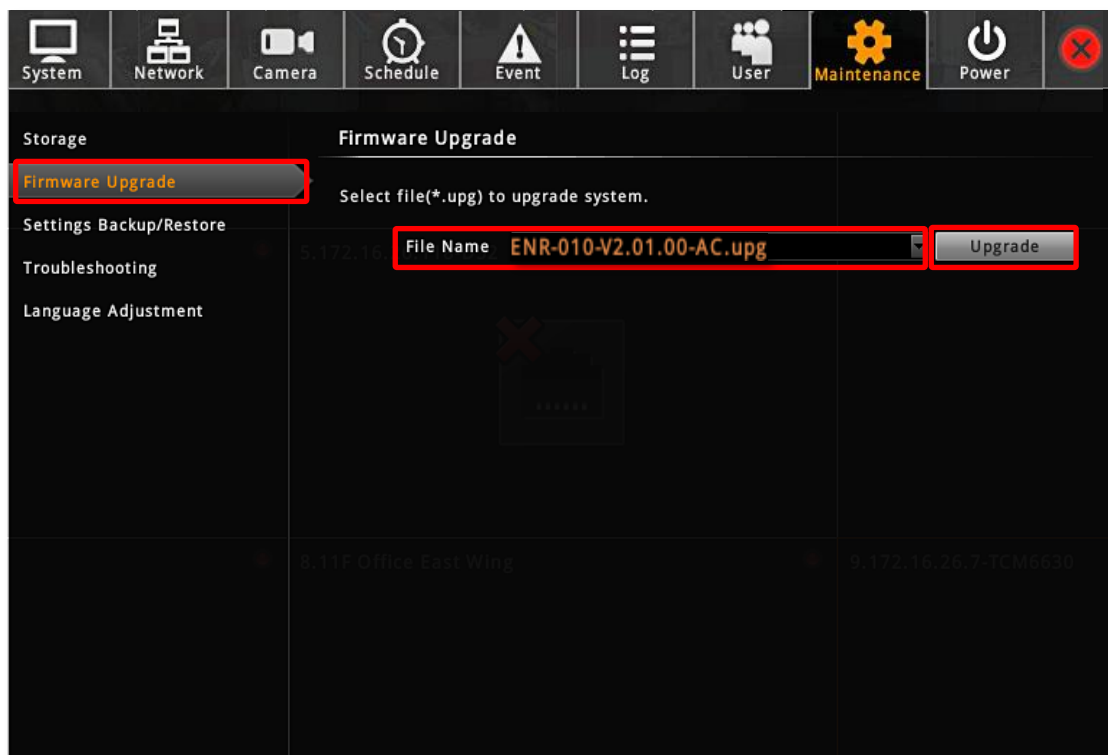 System Network Camera Schedule Event Log User Maintenance Power
Storage
Firmware Upgrade
Firmware Upgrade
Select file(*.upg) to upgrade system.
Settings Backup/Restore
File Name ENR-010-V2.01.00-AC.upg Upgrade
Troubleshooting
Language Adjustment
8.11F Office East Wing
9.172.16.26.7-TCM6630